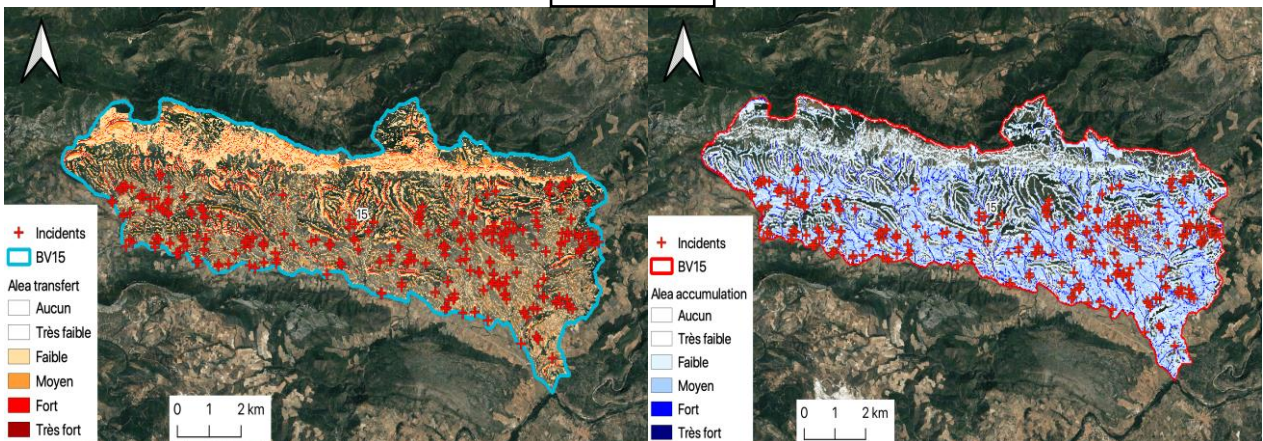 15
Incidents
BV15
Alea transfert
Aucun
Très faible
Faible
Moyen
Fort
Très fort
0 1 2 km
15
Incidents
BV15
Alea accumulation
Aucun
Très faible
Faible
Moyen
Fort
Très fort
0 1 2 km